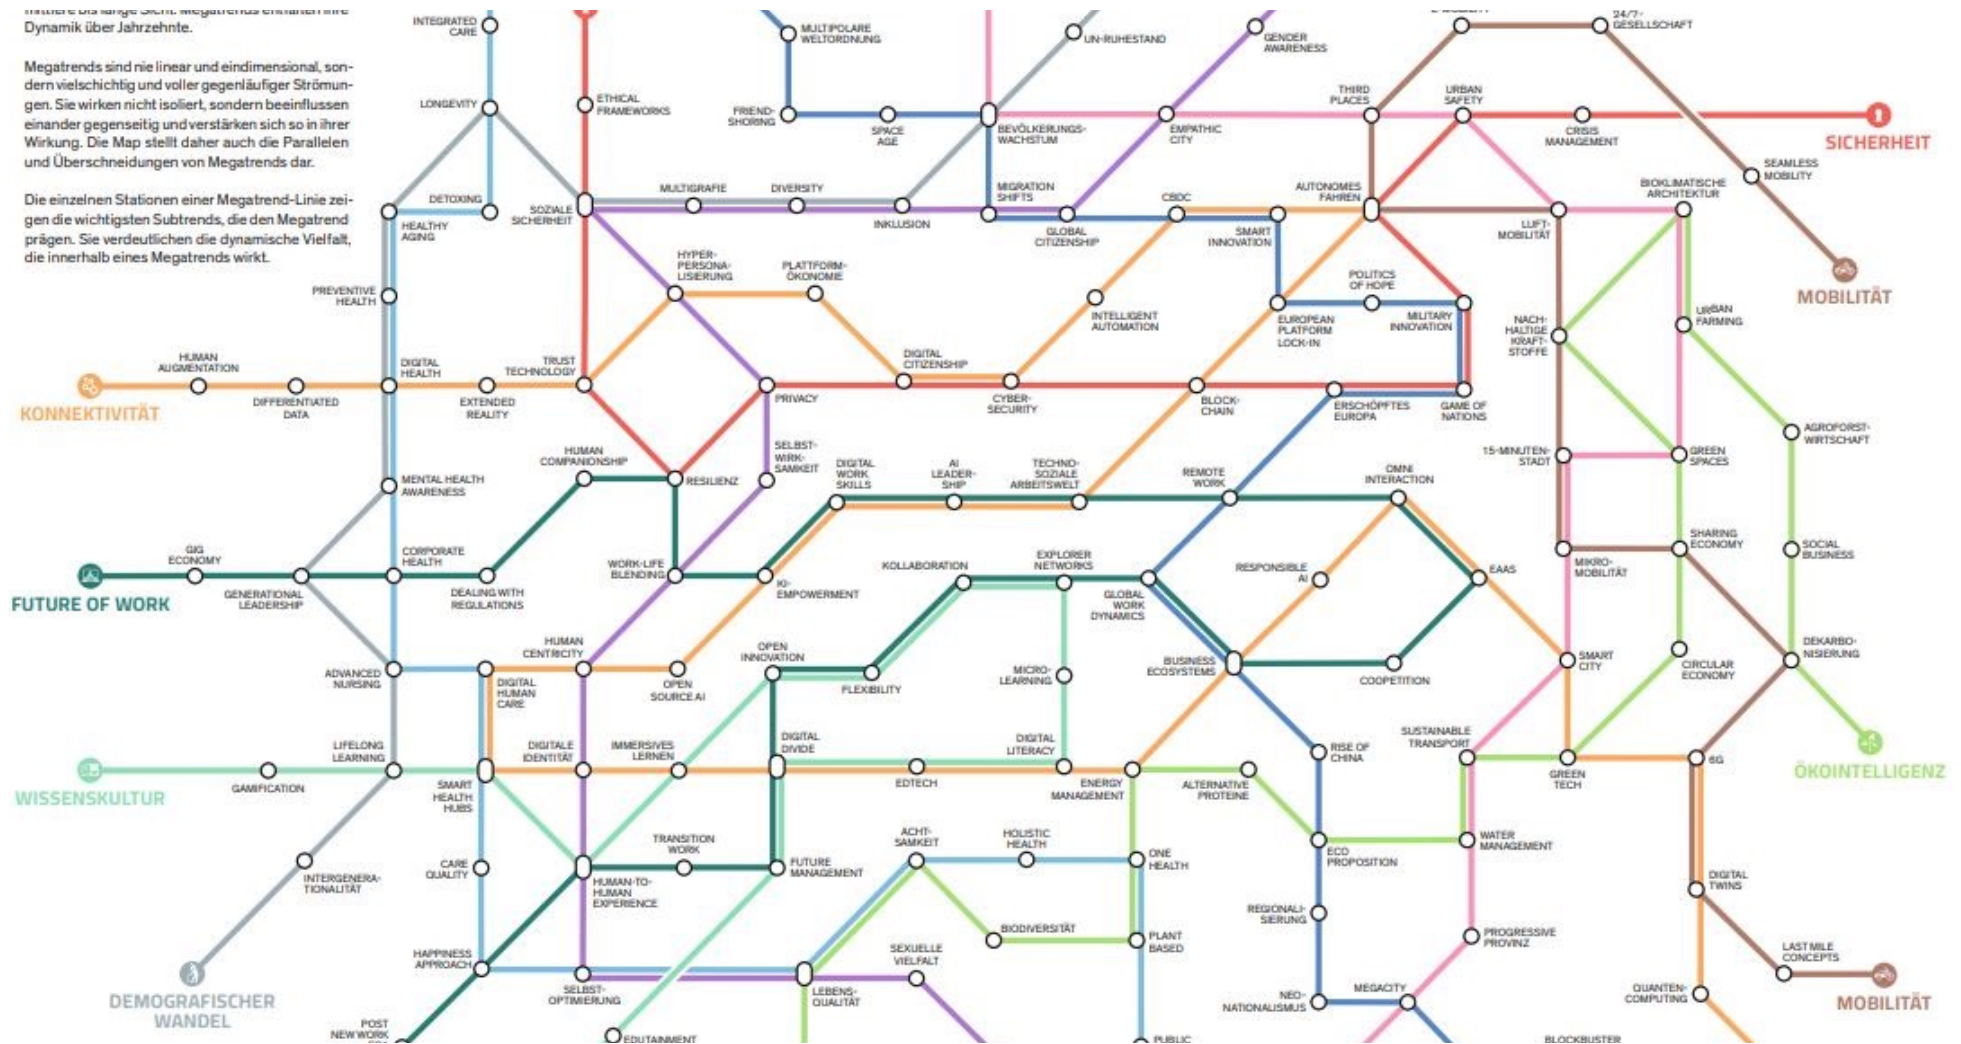 mittlere bis lange Sicht. Megatrends entfalten ihre
Dynamik über Jahrzehnte.
Megatrends sind nie linear und eindimensional, son-
dern vielschichtig und voller gegenläufiger Strömun-
gen. Sie wirken nicht isoliert, sondern beeinflussen
einander gegenseitig und verstärken sich so in ihrer
Wirkung. Die Map stellt daher auch die Parallelen
und Überschneidungen von Megatrends dar.
Die einzelnen Stationen einer Megatrend-Linie zei-
gen die wichtigsten Subtrends, die den Megatrend
prägen. Sie verdeutlichen die dynamische Vielfalt,
die innerhalb eines Megatrends wirkt.
INTEGRATED
CARE
MULTIPOLARE
WELTORDNUNG
UN-RUHESTAND
GENDER
AWARENESS
24/7-
GESELLSCHAFT
LONGEVITY
ETHICAL
FRAMEWORKS
FRIEND-
SHORING
SPACE
AGE
BEVÖLKERUNGS-
WACHSTUM
EMPATHIC
CITY
THIRD
PLACES
URBAN
SAFETY
CRISIS
MANAGEMENT
SICHERHEIT
SEAMLESS
MOBILITY
DETOXING
HEALTHY
AGING
SOZIALE
SICHERHEIT
MULTIGRAFIE
DIVERSITY
INKLUSION
MIGRATION
SHIFTS
GLOBAL
CITIZENSHIP
CBDC
SMART
INNOVATION
AUTONOMES
FAHREN
LUFT-
MOBILITÄT
BIOKLIMATISCHE
ARCHITEKTUR
MOBILITÄT
PREVENTIVE
HEALTH
HYPER-
PERSONA-
LISIERUNG
PLATTFORM-
ÖKONOMIE
INTELLIGENT
AUTOMATION
EUROPEAN
PLATFORM
LOCK-IN
POLITICS
OF HOPE
MILITARY
INNOVATION
NACH-
HALTIGE
KRAFT-
STOFFE
URBAN
FARMING
KONNEKTIVITÄT
HUMAN
AUGMENTATION
DIFFERENTIATED
DATA
DIGITAL
HEALTH
EXTENDED
REALITY
TRUST
TECHNOLOGY
PRIVACY
DIGITAL
CITIZENSHIP
CYBER-
SECURITY
BLOCK-
CHAIN
ERSCHÖPFTES
EUROPA
GAME OF
NATIONS
AGROFORST-
WIRTSCHAFT
MENTAL HEALTH
AWARENESS
HUMAN
COMPANIONSHIP
RESILIENZ
SELBST-
WIRK-
SAMKEIT
DIGITAL
WORK
SKILLS
AI
LEADER-
SHIP
TECHNO-
SOZIALE
ARBEITSWELT
REMOTE
WORK
OMNI
INTERACTION
15-MINUTEN-
STADT
GREEN
SPACES
FUTURE OF WORK
GIG
ECONOMY
GENERATIONAL
LEADERSHIP
CORPORATE
HEALTH
DEALING WITH
REGULATIONS
WORK-LIFE
BLENDING
KI-
EMPOWERMENT
KOLLABORATION
EXPLORER
NETWORKS
GLOBAL
WORK
DYNAMICS
RESPONSIBLE
AI
EAAS
MIKRO-
MOBILITÄT
SHARING
ECONOMY
SOCIAL
BUSINESS
ADVANCED
NURSING
DIGITAL
HUMAN
CARE
HUMAN
CENTRICITY
OPEN
SOURCE AI
OPEN
INNOVATION
FLEXIBILITY
MICRO-
LEARNING
BUSINESS
ECOSYSTEMS
COOPETITION
SMART
CITY
CIRCULAR
ECONOMY
DEKARBO-
NISIERUNG
WISSENSKULTUR
GAMIFICATION
LIFELONG
LEARNING
SMART
HEALTH
HUBS
DIGITALE
IDENTITÄT
IMMERSIVES
LERNEN
DIGITAL
DIVIDE
EDTECH
DIGITAL
LITERACY
ENERGY
MANAGEMENT
ALTERNATIVE
PROTEINE
RISE OF
CHINA
SUSTAINABLE
TRANSPORT
GREEN
TECH
6G
ÖKOINTELLIGENZ
INTERGENERA-
TIONALITÄT
CARE
QUALITY
HUMAN-TO-
HUMAN
EXPERIENCE
TRANSITION
WORK
FUTURE
MANAGEMENT
ACHT-
SAMKEIT
HOLISTIC
HEALTH
ONE
HEALTH
ECO
PROPOSITION
WATER
MANAGEMENT
DIGITAL
TWINS
DEMOGRAFISCHER
WANDEL
HAPPINESS
APPROACH
SELBST-
OPTIMIERUNG
LEBENS-
QUALITÄT
SEXUELLE
VIELFALT
BIODIVERSITÄT
PLANT
BASED
REGIONALI-
SIERUNG
PROGRESSIVE
PROVINZ
LAST MILE
CONCEPTS
MOBILITÄT
POST
NEW WORK
EDUTAINMENT
PUBLIC
NEO-
NATIONALISMUS
MEGACITY
QUANTEN-
COMPUTING
BLOCKBUSTER